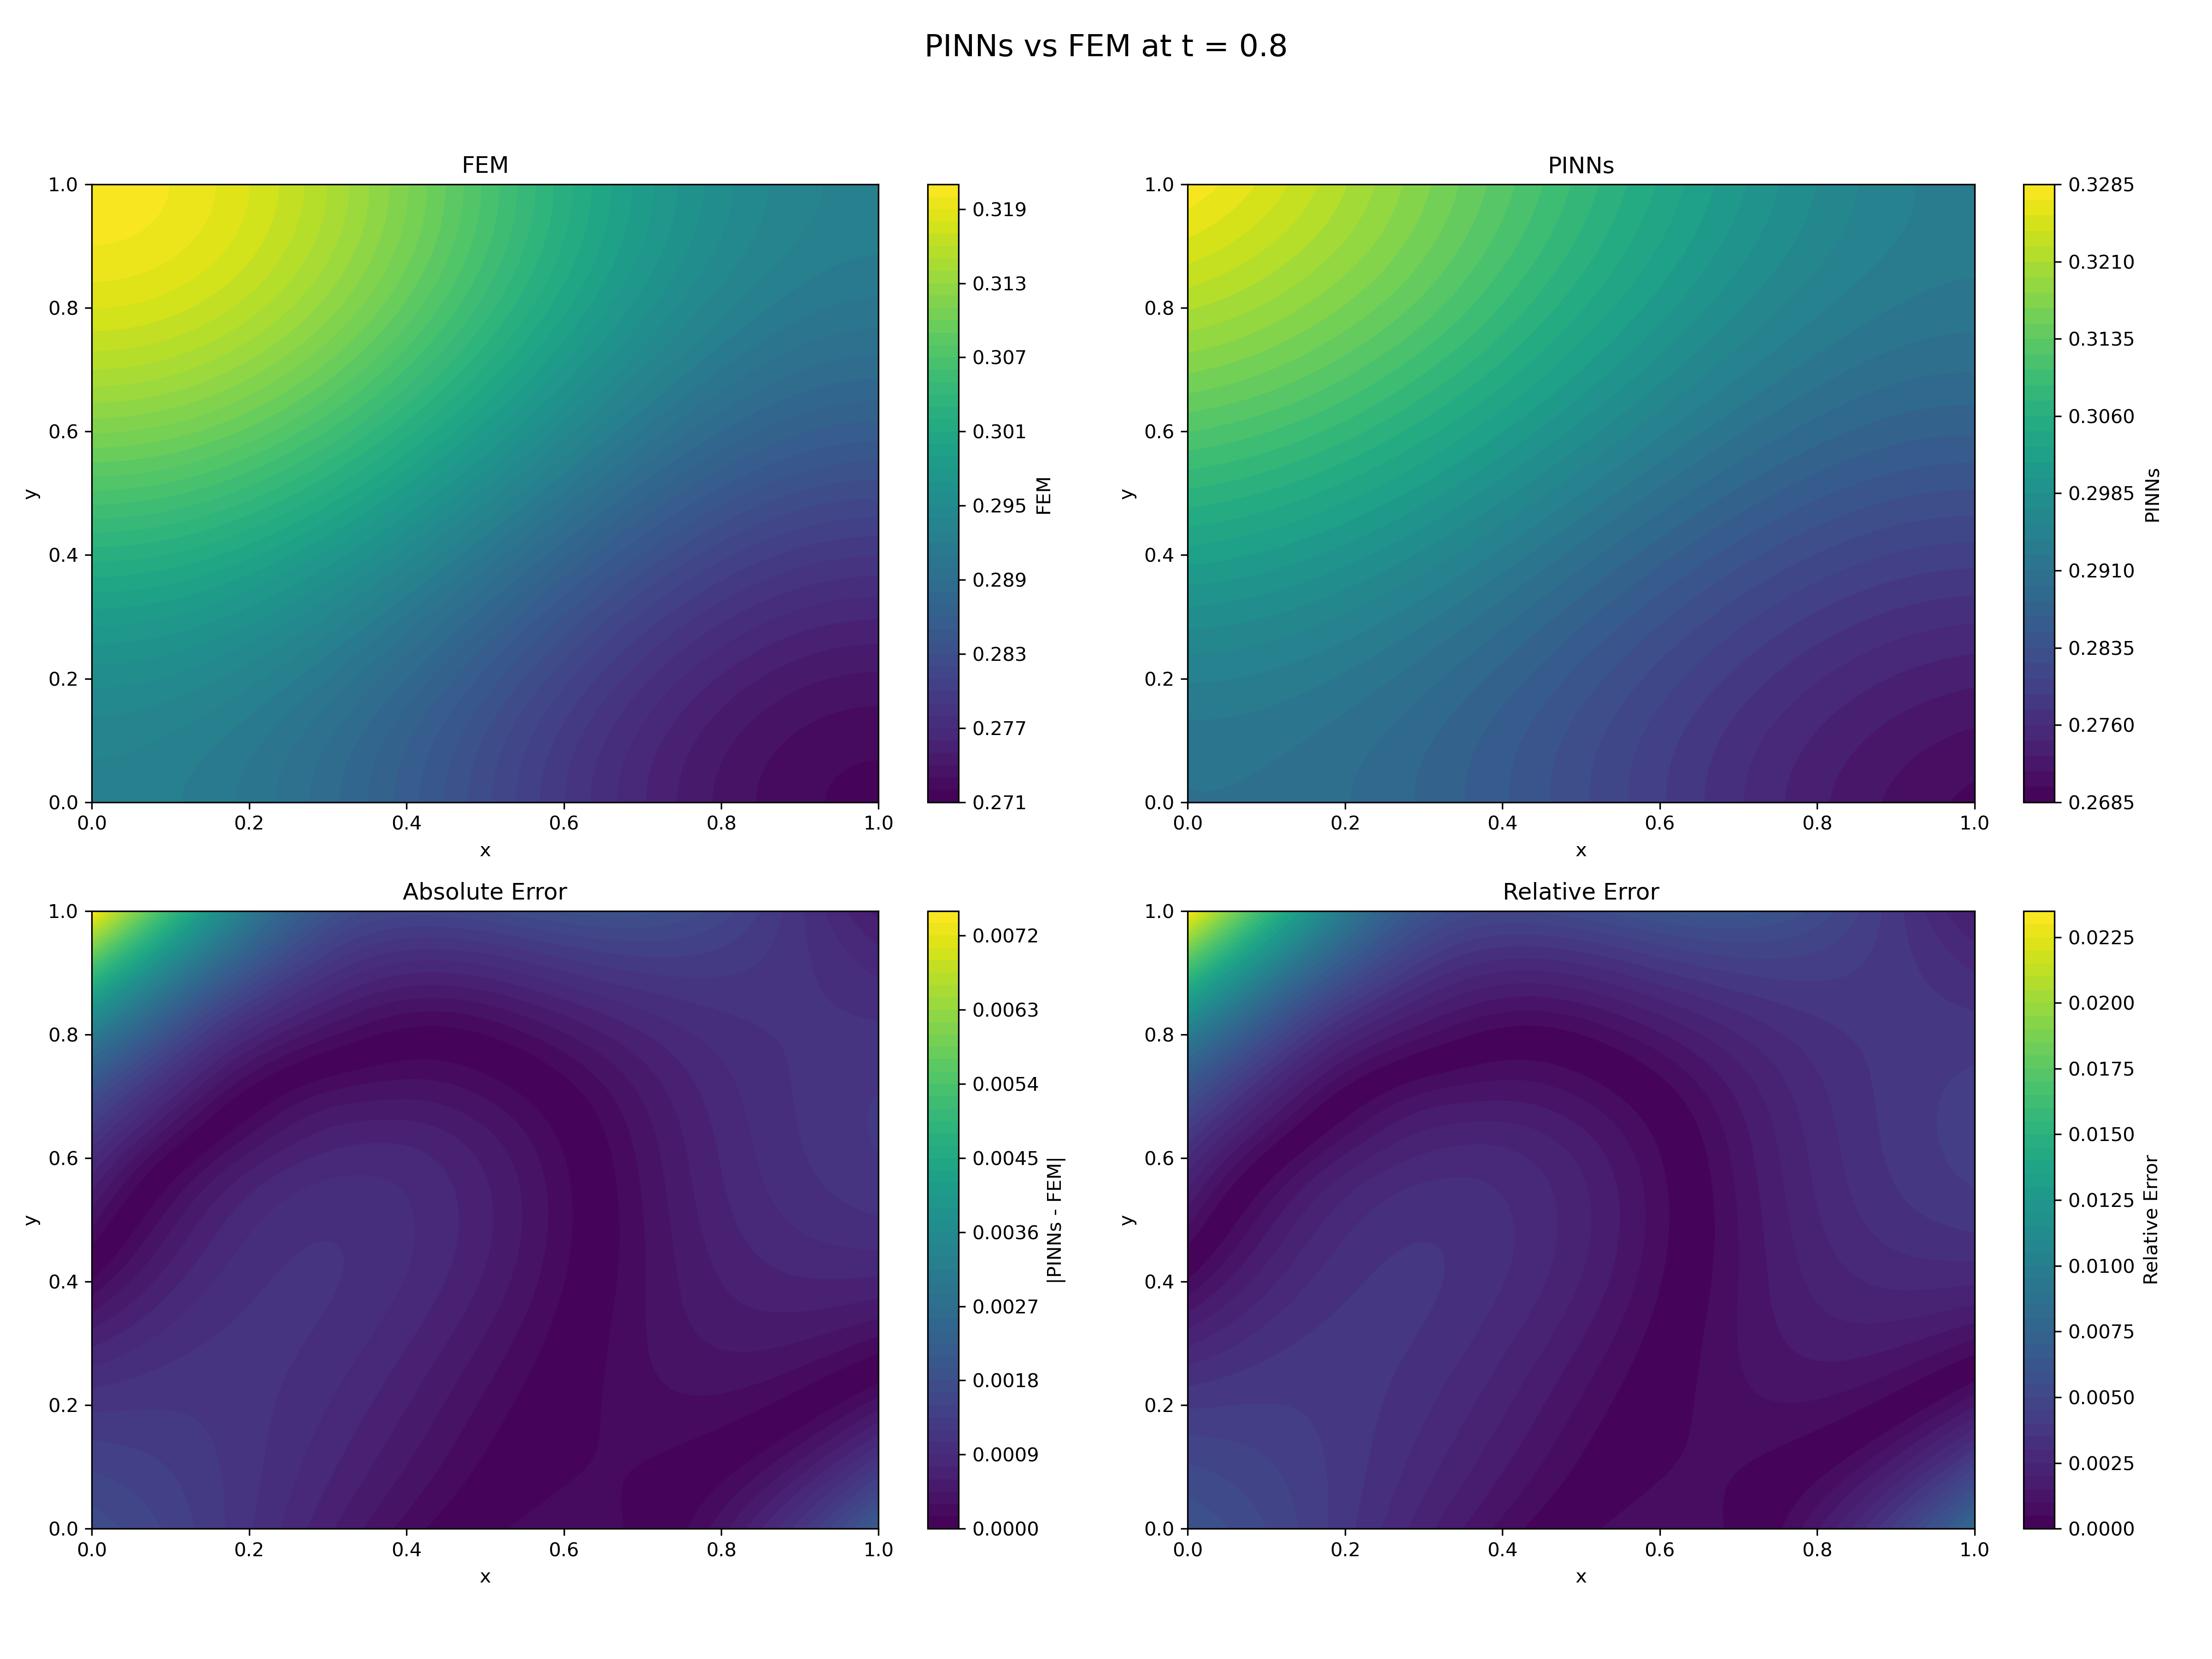 PINNs vs FEM at t = 0.8
FEM
1.0
0.8
0.6
0.4
0.2
0.0
y
0.0 0.2 0.4 0.6 0.8 1.0
x
0.319
0.313
0.307
0.301
0.295
0.289
0.283
0.277
0.271
FEM
PINNs
1.0
0.8
0.6
0.4
0.2
0.0
y
0.0 0.2 0.4 0.6 0.8 1.0
x
0.3285
0.3210
0.3135
0.3060
0.2985
0.2910
0.2835
0.2760
0.2685
PINNs
Absolute Error
1.0
0.8
0.6
0.4
0.2
0.0
y
0.0 0.2 0.4 0.6 0.8 1.0
x
0.0072
0.0063
0.0054
0.0045
0.0036
0.0027
0.0018
0.0009
0.0000
|PINNs - FEM|
Relative Error
1.0
0.8
0.6
0.4
0.2
0.0
y
0.0 0.2 0.4 0.6 0.8 1.0
x
0.0225
0.0200
0.0175
0.0150
0.0125
0.0100
0.0075
0.0050
0.0025
0.0000
Relative Error